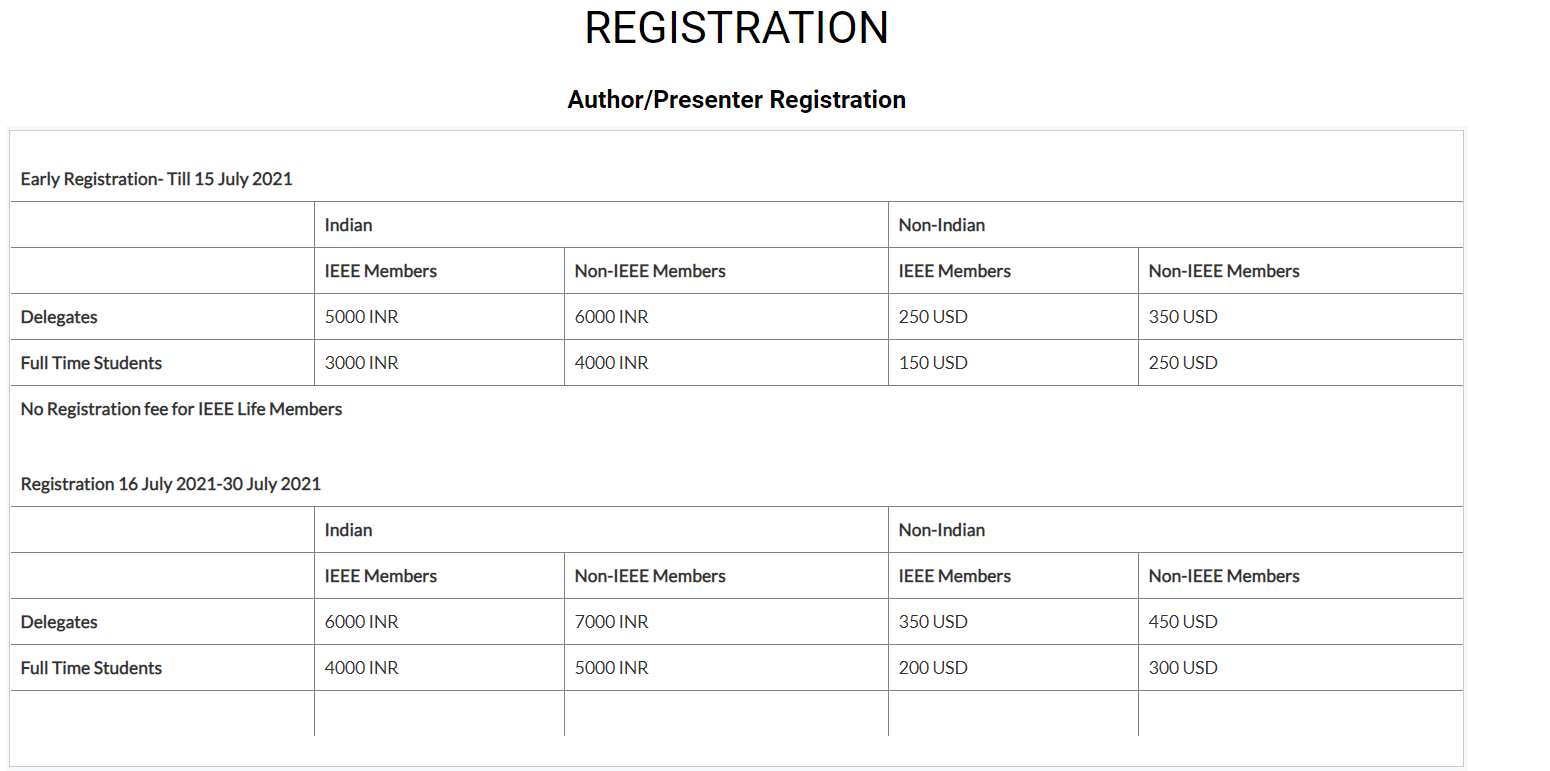 REGISTRATION
Author/Presenter Registration
Early Registration- Till 15 July 2021
Indian Non-Indian
IEEE Members Non-IEEE Members IEEE Members Non-IEEE Members
Delegates 5000 INR 6000 INR 250 USD 350 USD
Full Time Students 3000 INR 4000 INR 150 USD 250 USD
No Registration fee for IEEE Life Members
Registration 16 July 2021-30 July 2021
Indian Non-Indian
IEEE Members Non-IEEE Members IEEE Members Non-IEEE Members
Delegates 6000 INR 7000 INR 350 USD 450 USD
Full Time Students 4000 INR 5000 INR 200 USD 300 USD